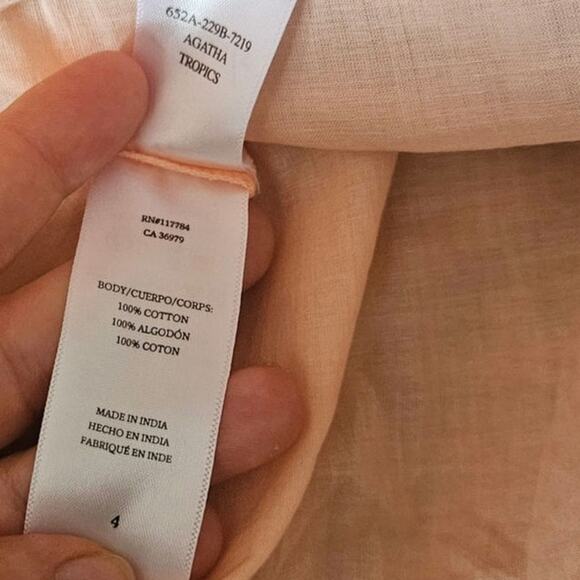 652A-229B-7219
AGATHA
TROPICS
RN#117784
CA 36979
BODY/CUERPO/CORPS:
100% COTTON
100% ALGODÓN
100% COTON
MADE IN INDIA
HECHO EN INDIA
FABRIQUÉ EN INDE
4